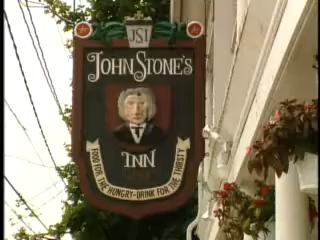 JSI
JOHN STONE'S
INN
FOOD FOR THE HUNGRY-DRINK FOR THE THIRSTY